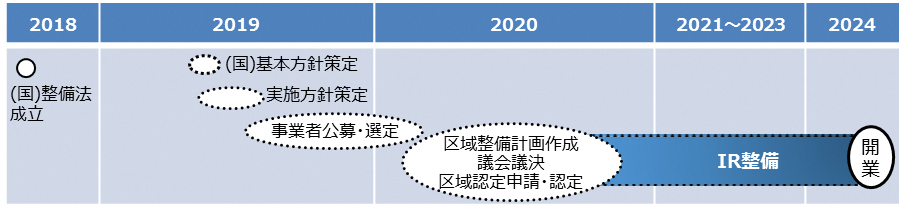 2018
2019
2020
2021～2023
2024
(国)整備法
成立
(国)基本方針策定
実施方針策定
事業者公募・選定
区域整備計画作成
議会議決
区域認定申請・認定
IR整備
開
業